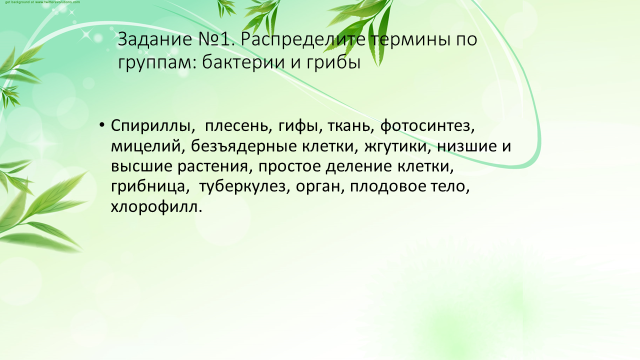 Задание №1. Распределите термины по
группам: бактерии и грибы
• Спириллы, плесень, гифы, ткань, фотосинтез,
мицелий, безъядерные клетки, жгутики, низшие и
высшие растения, простое деление клетки,
грибница, туберкулез, орган, плодовое тело,
хлорофилл.